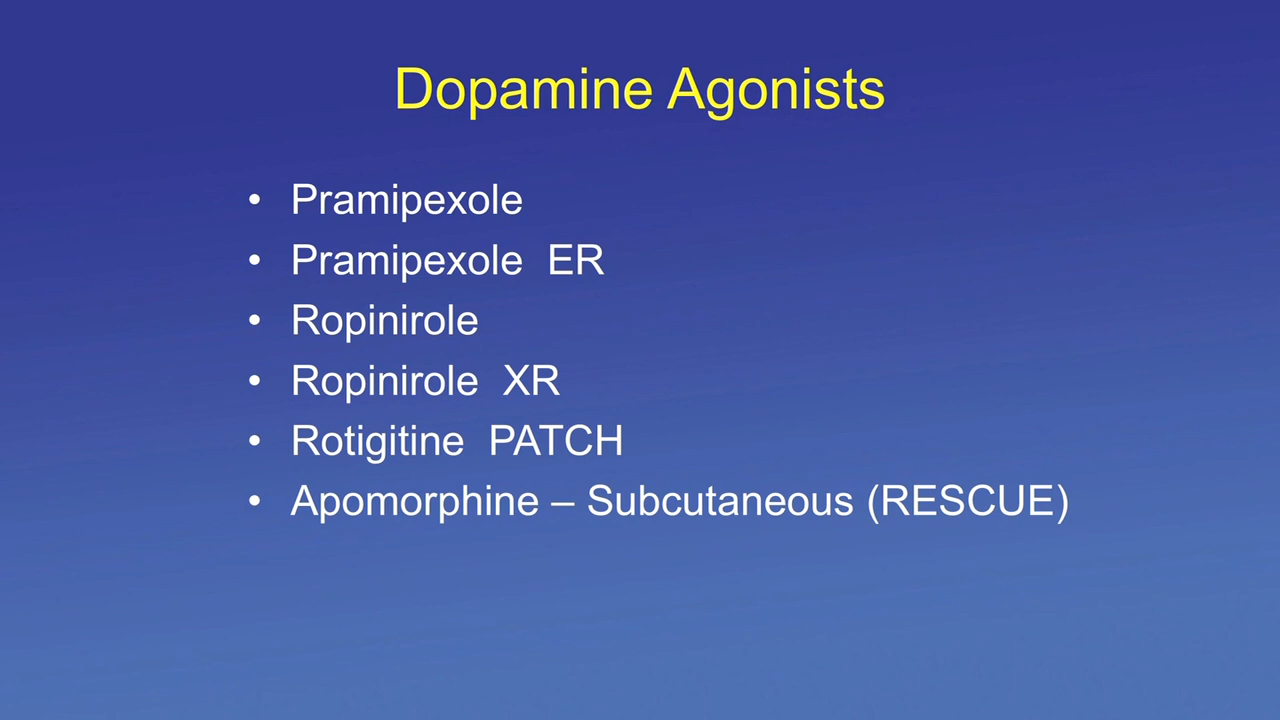 Dopamine Agonists
• Pramipexole
• Pramipexole ER
• Ropinirole
• Ropinirole XR
• Rotigitine PATCH
• Apomorphine – Subcutaneous (RESCUE)